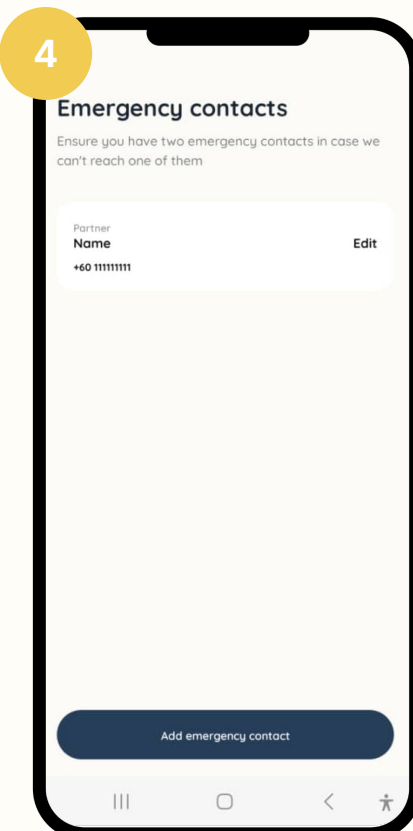 4
Emergency contacts
Ensure you have two emergency contacts in case we
can't reach one of them
Partner
Name
Edit
+60 111111111
Add emergency contact